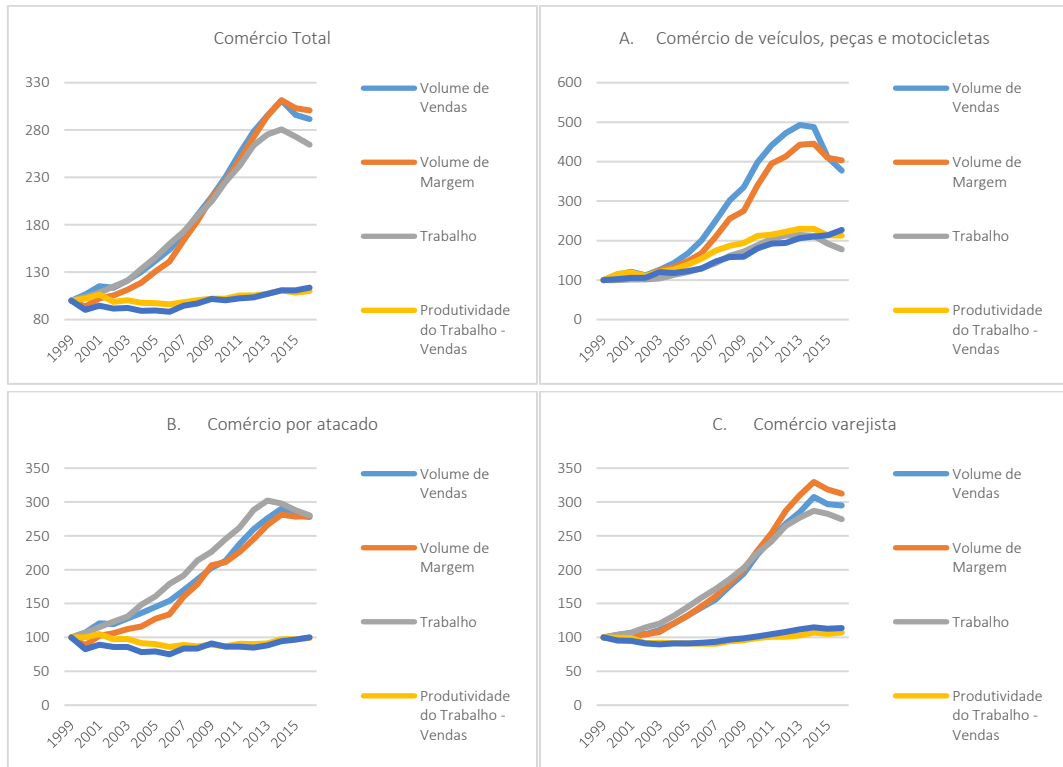 Comércio Total
330
280
230
180
130
80
1999
2001
2003
2005
2007
2009
2011
2013
2015
Volume de
Vendas
Volume de
Margem
Trabalho
Produtividade
do Trabalho -
Vendas
A. Comércio de veículos, peças e motocicletas
600
500
400
300
200
100
0
1999
2001
2003
2005
2007
2009
2011
2013
2015
Volume de
Vendas
Volume de
Margem
Trabalho
Produtividade
do Trabalho -
Vendas
B. Comércio por atacado
350
300
250
200
150
100
50
0
1999
2001
2003
2005
2007
2009
2011
2013
2015
Volume de
Vendas
Volume de
Margem
Trabalho
Produtividade
do Trabalho -
Vendas
C. Comércio varejista
350
300
250
200
150
100
50
0
1999
2001
2003
2005
2007
2009
2011
2013
2015
Volume de
Vendas
Volume de
Margem
Trabalho
Produtividade
do Trabalho -
Vendas